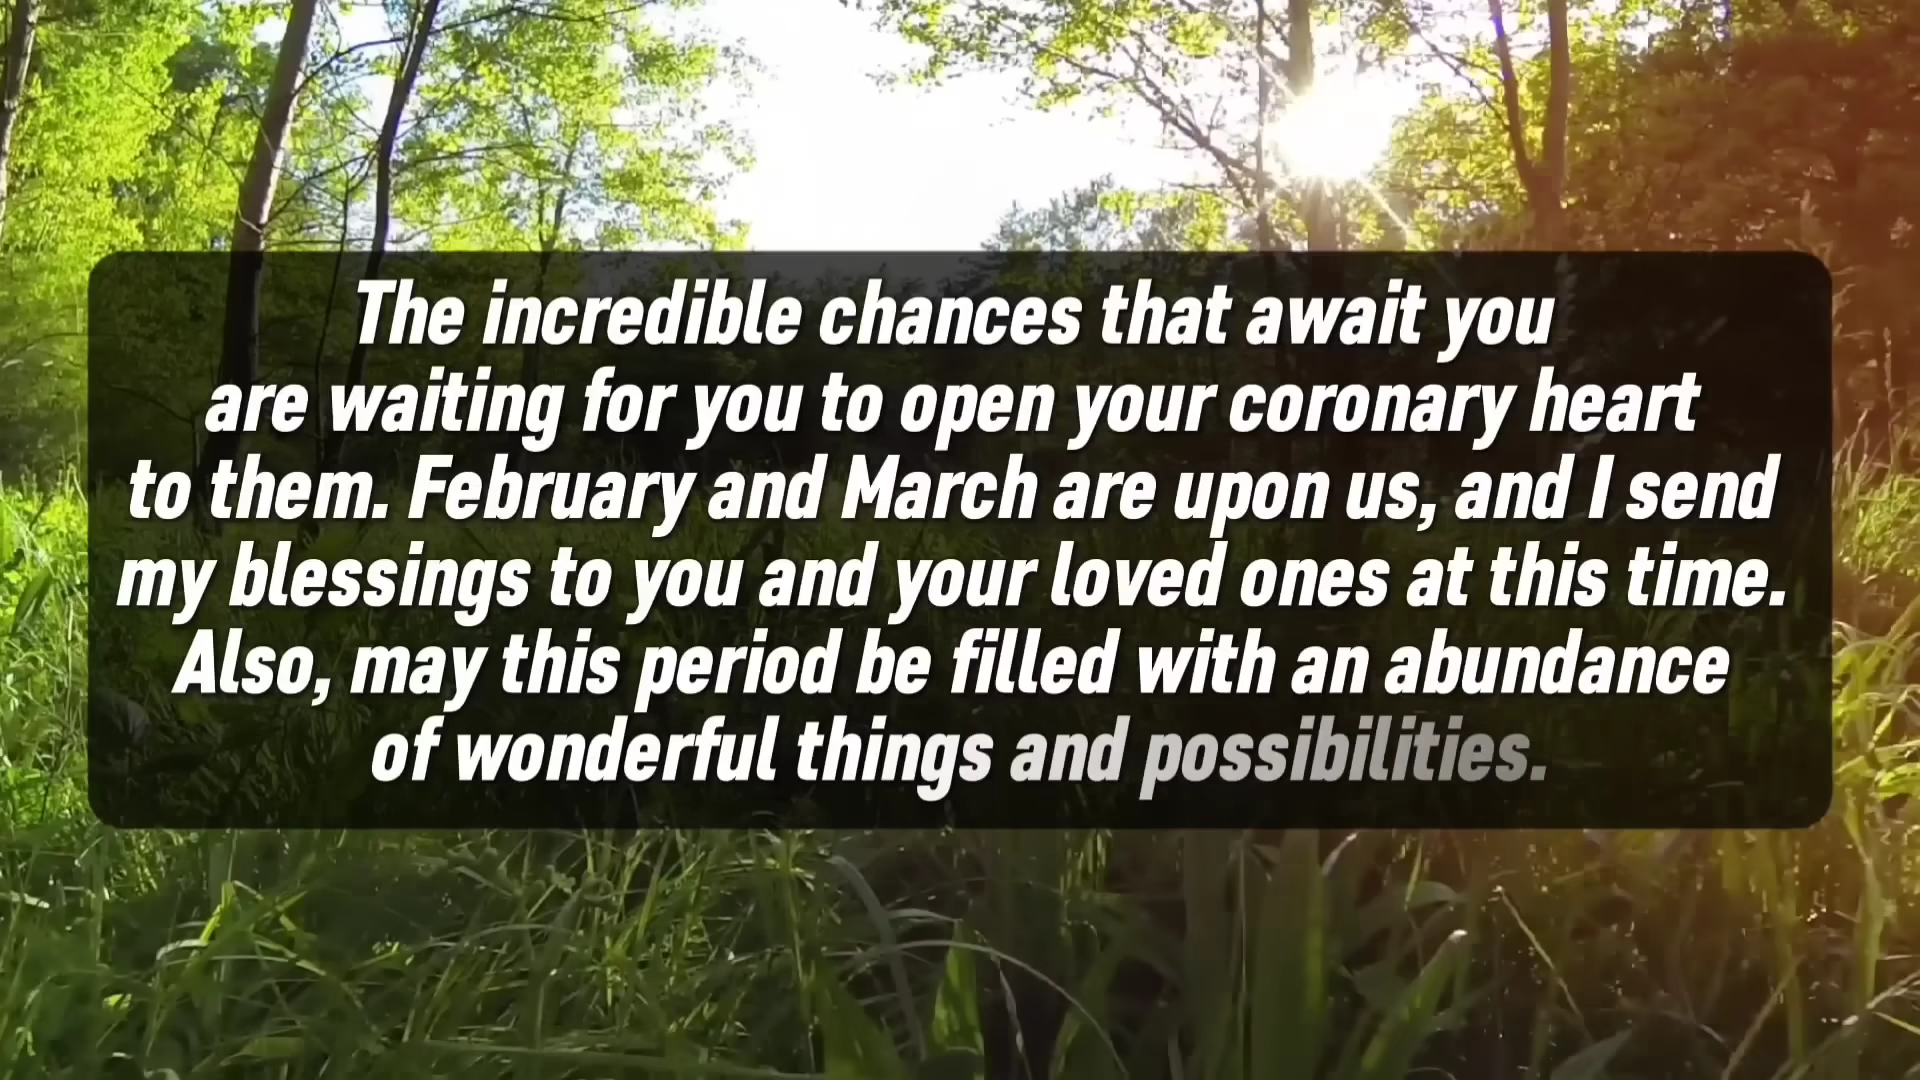 The incredible chances that await you
are waiting for you to open your coronary heart
to them. February and March are upon us, and I send
my blessings to you and your loved ones at this time.
Also, may this period be filled with an abundance
of wonderful things and possibilities.